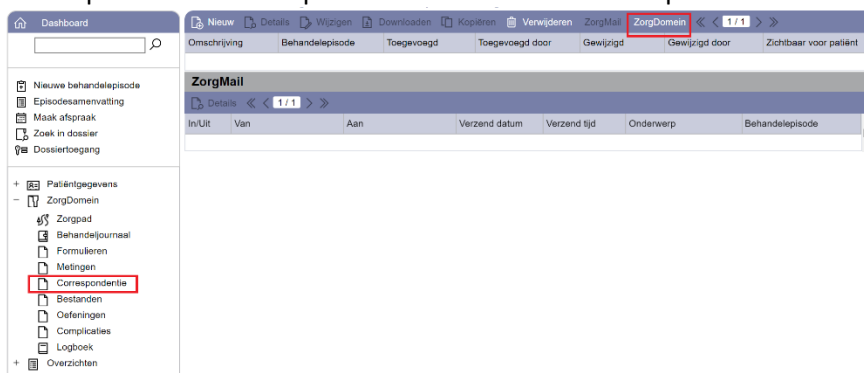 Dashboard
Nieuwe behandelepisode
Episodesamenvatting
Maak afspraak
Zoek in dossier
Dossiertoegang
+ Patiëntgegevens
− ZorgDomein
Zorgpad
Behandeljournaal
Formulieren
Metingen
Correspondentie
Bestanden
Oefeningen
Complicaties
Logboek
+ Overzichten
Nieuw Details Wijzigen Downloaden Kopiëren Verwijderen ZorgMail ZorgDomein 1 / 1
Omschrijving Behandelepisode Toegevoegd Toegevoegd door Gewijzigd Gewijzigd door Zichtbaar voor patiënt
ZorgMail
Details 1 / 1
In/Uit Van Aan Verzend datum Verzend tijd Onderwerp Behandelepisode